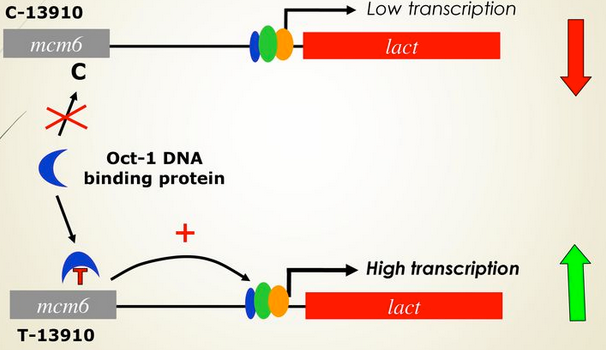 C-13910
Low transcription
mcm6
lact
C
Oct-1 DNA
binding protein
+
T
High transcription
mcm6
lact
T-13910